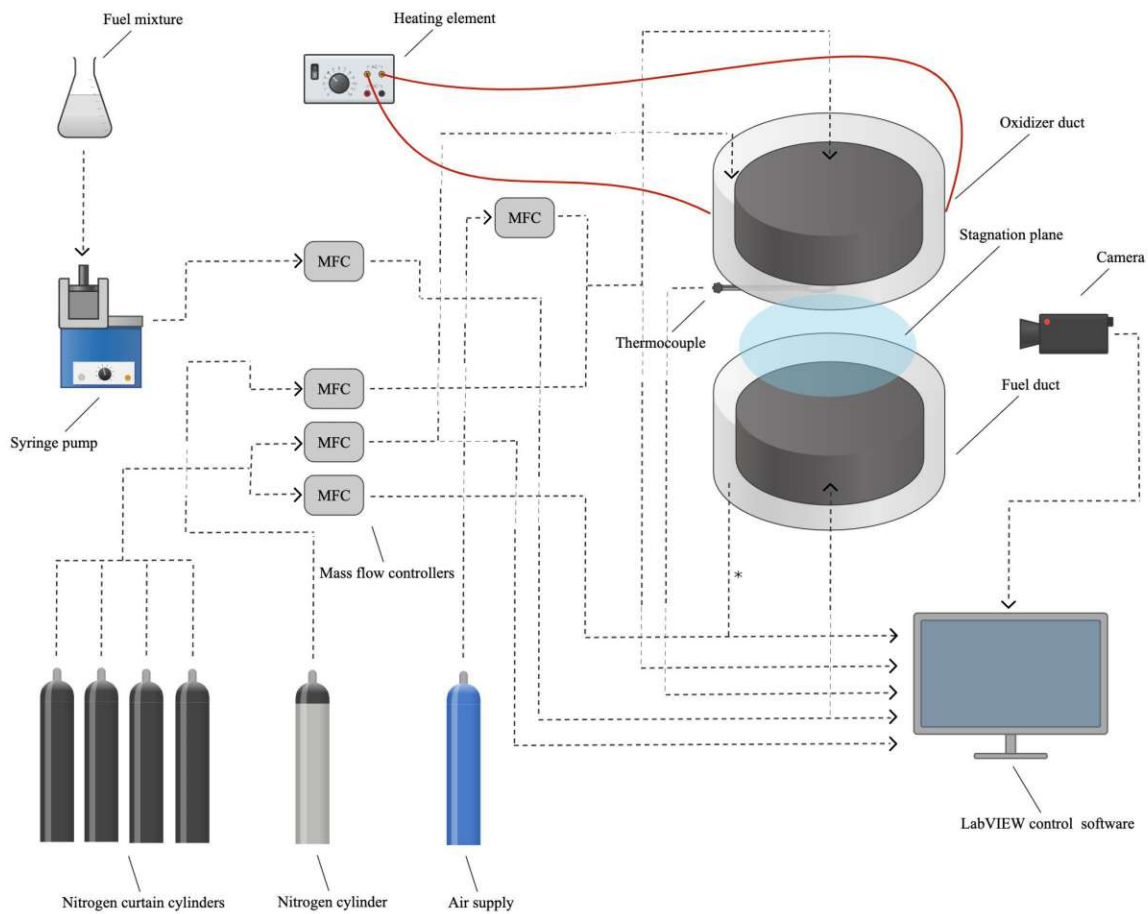 Fuel mixture
Heating element
Oxidizer duct
MFC
Stagnation plane
MFC
Camera
Thermocouple
MFC
Fuel duct
Syringe pump
MFC
MFC
Mass flow controllers
*
LabVIEW control software
Nitrogen curtain cylinders
Nitrogen cylinder
Air supply